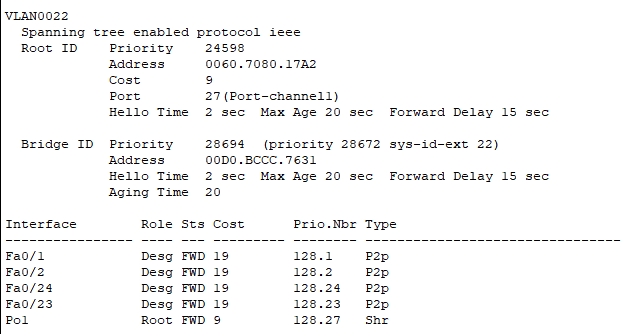 VLAN0022
Spanning tree enabled protocol ieee
Root ID Priority 24598
Address 0060.7080.17A2
Cost 9
Port 27(Port-channel1)
Hello Time 2 sec Max Age 20 sec Forward Delay 15 sec
Bridge ID Priority 28694 (priority 28672 sys-id-ext 22)
Address 00D0.BCCC.7631
Hello Time 2 sec Max Age 20 sec Forward Delay 15 sec
Aging Time 20
Interface Role Sts Cost Prio.Nbr Type
---------------- ---- --- --------- -------- --------------------------------
Fa0/1 Desg FWD 19 128.1 P2p
Fa0/2 Desg FWD 19 128.2 P2p
Fa0/24 Desg FWD 19 128.24 P2p
Fa0/23 Desg FWD 19 128.23 P2p
Po1 Root FWD 9 128.27 Shr